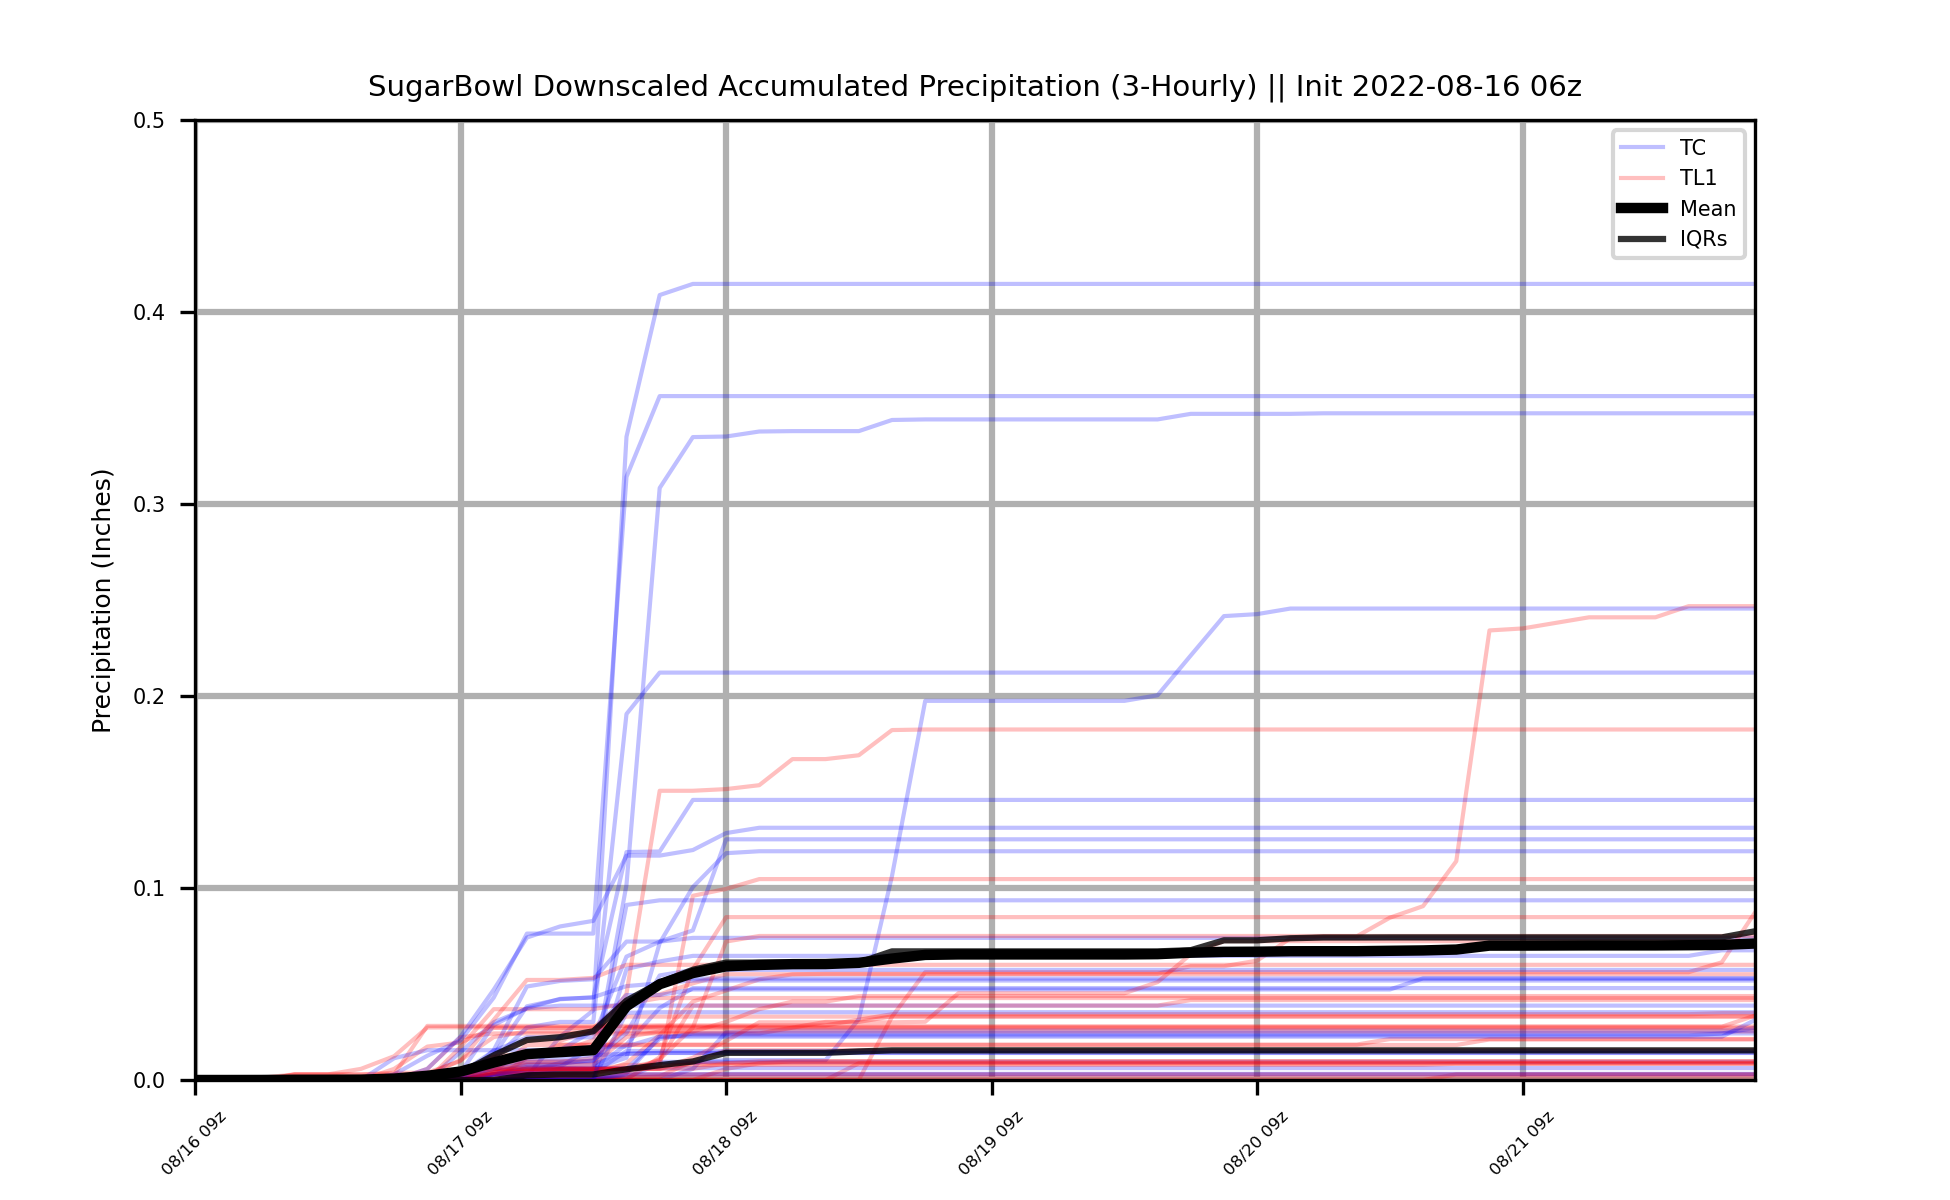 SugarBowl Downscaled Accumulated Precipitation (3-Hourly) || Init 2022-08-16 06z
TC
TL1
Mean
IQRs
Precipitation (Inches)
0.5
0.4
0.3
0.2
0.1
0.0
08/16 09z
08/17 09z
08/18 09z
08/19 09z
08/20 09z
08/21 09z